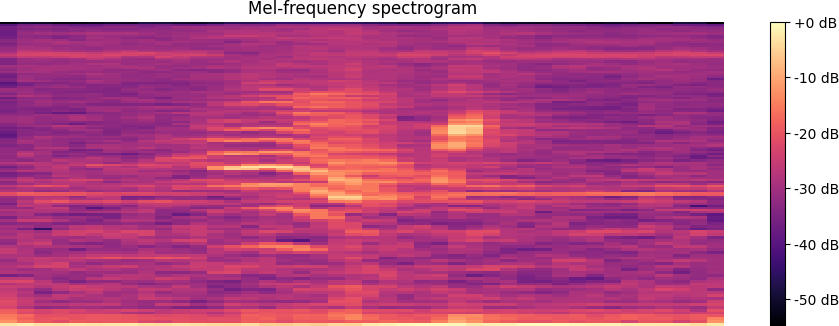 Mel-frequency spectrogram
+0 dB
-10 dB
-20 dB
-30 dB
-40 dB
-50 dB